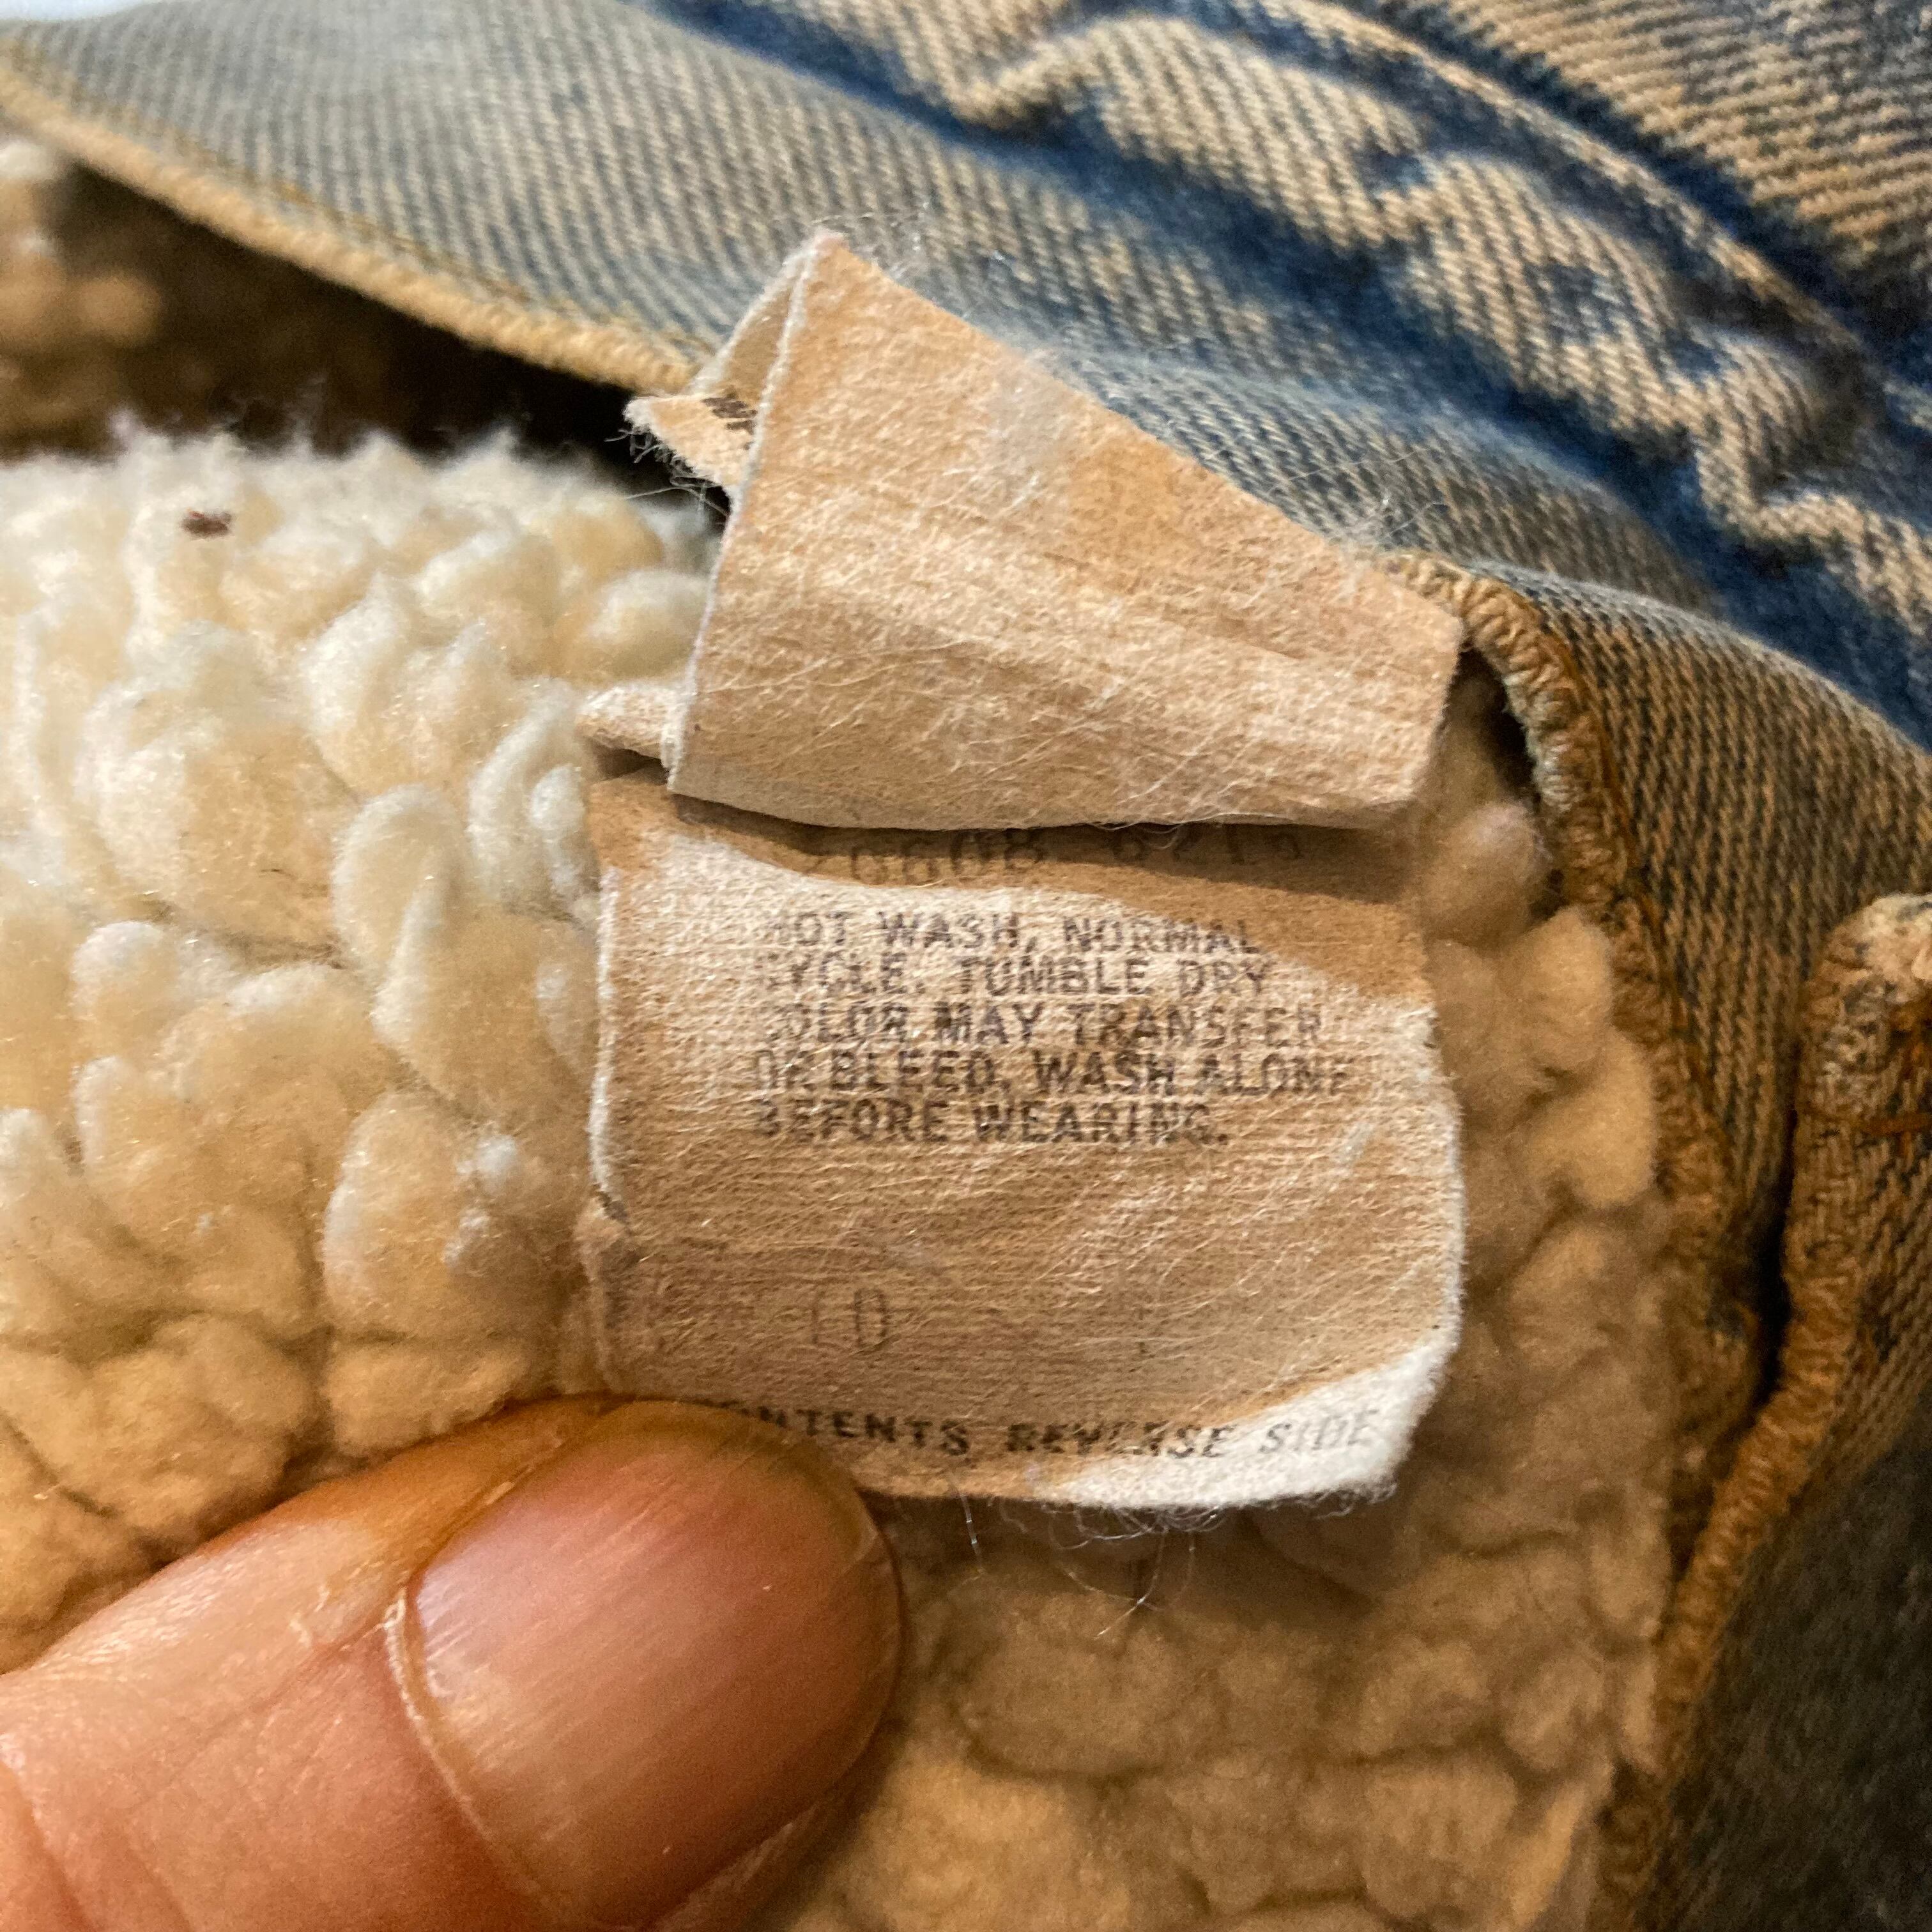 HOT WASH, NORMAL
CYCLE. TUMBLE DRY
COLOR MAY TRANSFER
OR BLEED, WASH ALONE
BEFORE WEARING.
CONTENTS REVERSE SIDE